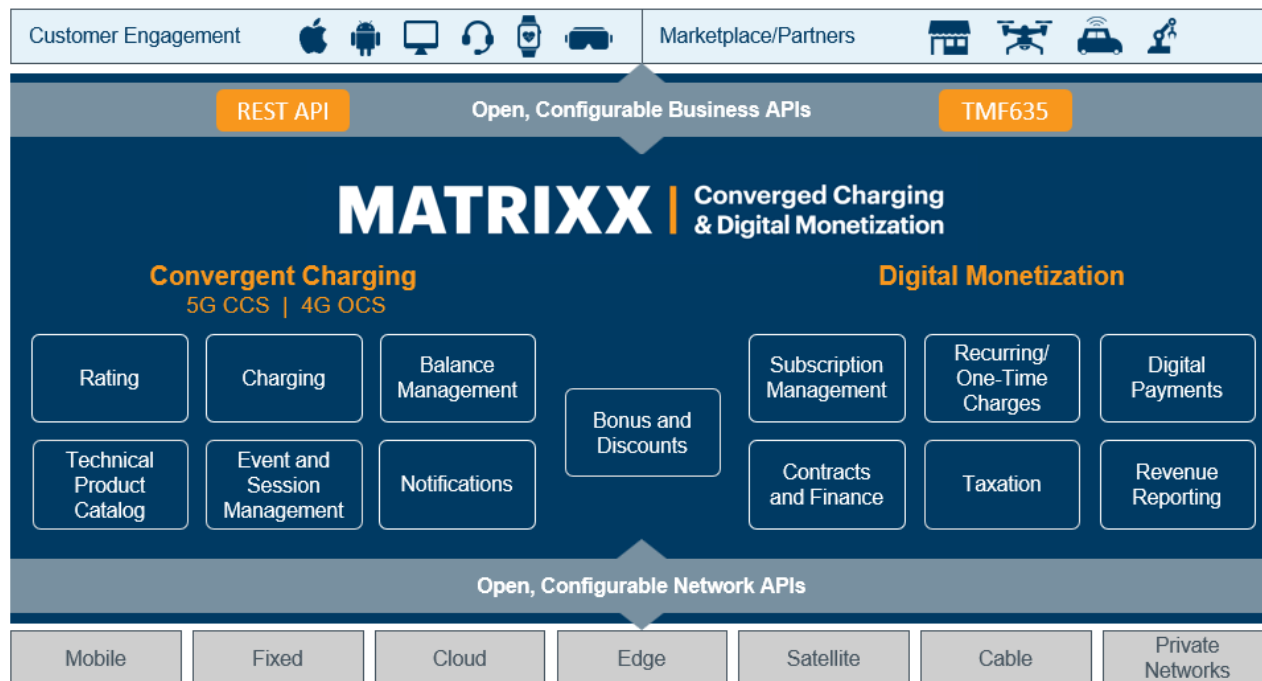 Customer Engagement
Marketplace/Partners
REST API
Open, Configurable Business APIs
TMF635
MATRIXX
Converged Charging
& Digital Monetization
Convergent Charging
5G CCS | 4G OCS
Digital Monetization
Rating
Charging
Balance
Management
Technical
Product
Catalog
Event and
Session
Management
Notifications
Bonus and
Discounts
Subscription
Management
Recurring/
One-Time
Charges
Digital
Payments
Contracts
and Finance
Taxation
Revenue
Reporting
Open, Configurable Network APIs
Mobile
Fixed
Cloud
Edge
Satellite
Cable
Private
Networks